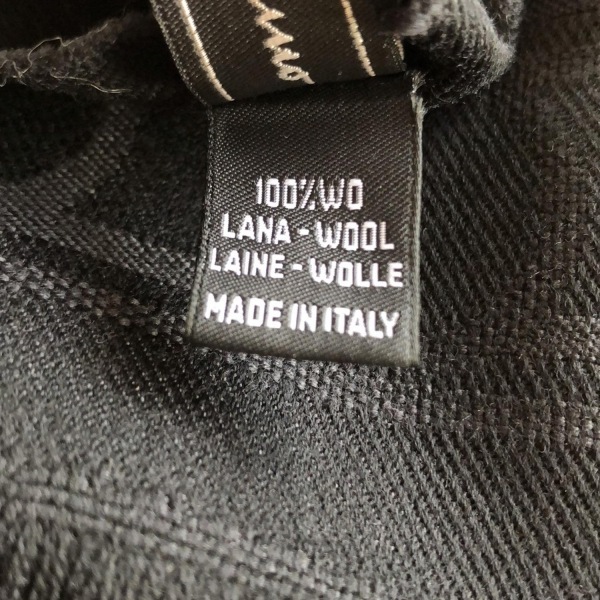 100%WO
LANA - WOOL
LAINE - WOLLE
MADE IN ITALY